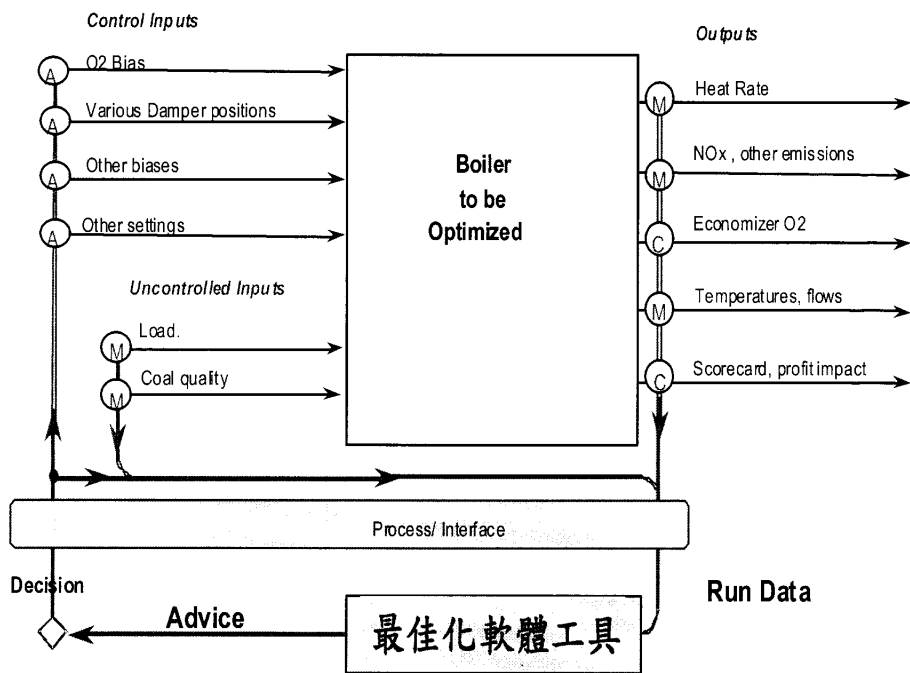 Control Inputs
O2 Bias
A
Various Damper positions
A
Other biases
A
Other settings
A
Uncontrolled Inputs
Load.
M
Coal quality
M
Boiler
to be
Optimized
Outputs
Heat Rate
M
NOx , other emissions
M
Economizer O2
C
Temperatures, flows
M
Scorecard, profit impact
C
Process/ Interface
Decision
Advice
最佳化軟體工具
Run Data